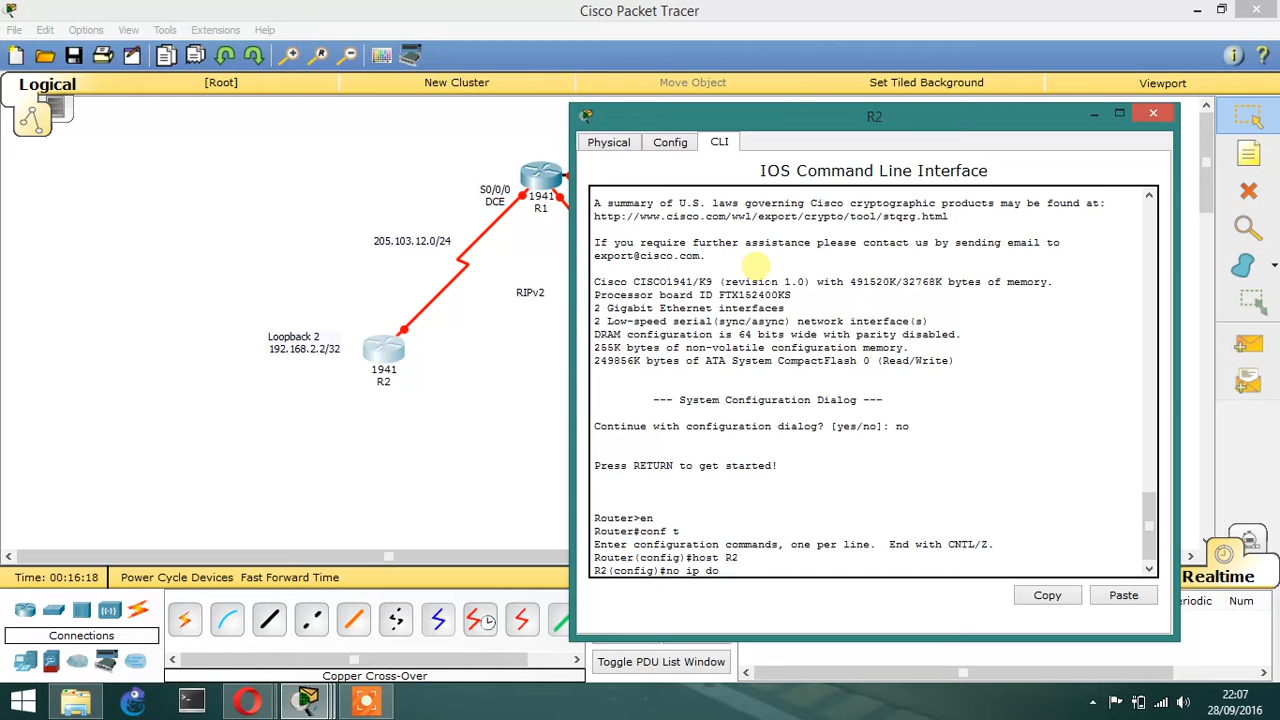 Cisco Packet Tracer
File Edit Options View Tools Extensions Help
Logical
[Root]
New Cluster
Move Object
Set Tiled Background
Viewport
S0/0/0
DCE
1941
R1
205.103.12.0/24
RIPv2
Loopback 2
192.168.2.2/32
1941
R2
R2
Physical Config CLI
IOS Command Line Interface
A summary of U.S. laws governing Cisco cryptographic products may be found at:
http://www.cisco.com/wwl/export/crypto/tool/stqrg.html
If you require further assistance please contact us by sending email to
export@cisco.com.
Cisco CISCO1941/K9 (revision 1.0) with 491520K/32768K bytes of memory.
Processor board ID FTX152400KS
2 Gigabit Ethernet interfaces
2 Low-speed serial(sync/async) network interface(s)
DRAM configuration is 64 bits wide with parity disabled.
255K bytes of non-volatile configuration memory.
249856K bytes of ATA System CompactFlash 0 (Read/Write)
--- System Configuration Dialog ---
Continue with configuration dialog? [yes/no]: no
Press RETURN to get started!
Router>en
Router#conf t
Enter configuration commands, one per line.  End with CNTL/Z.
Router(config)#host R2
R2(config)#no ip do
Copy Paste
Time: 00:16:18 Power Cycle Devices Fast Forward Time
Realtime
Connections
eriodic Num
Toggle PDU List Window
Copper Cross-Over
22:07
28/09/2016